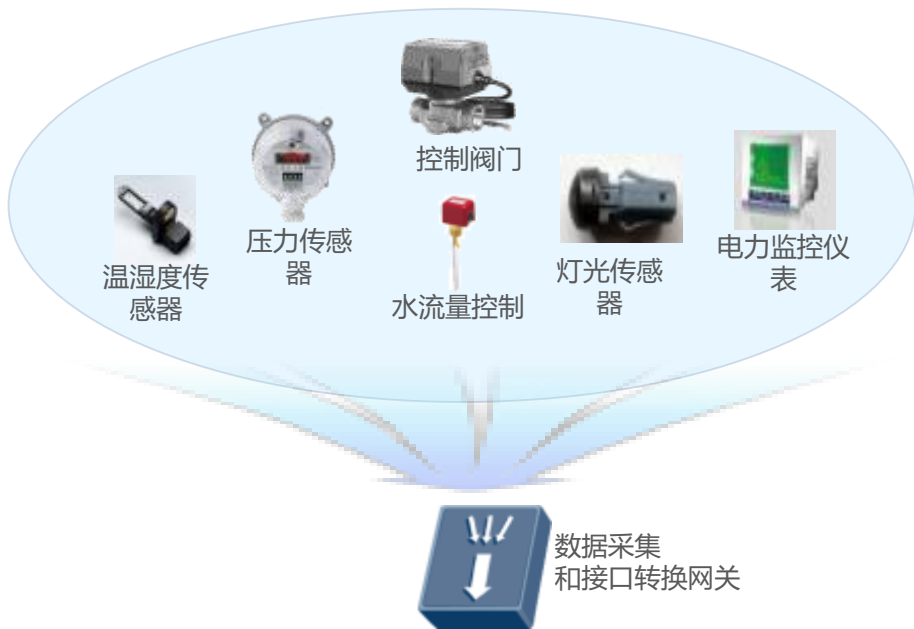 控制阀门
压力传感
器
温湿度传
感器
水流量控制
灯光传感
器
电力监控仪
表
数据采集
和接口转换网关